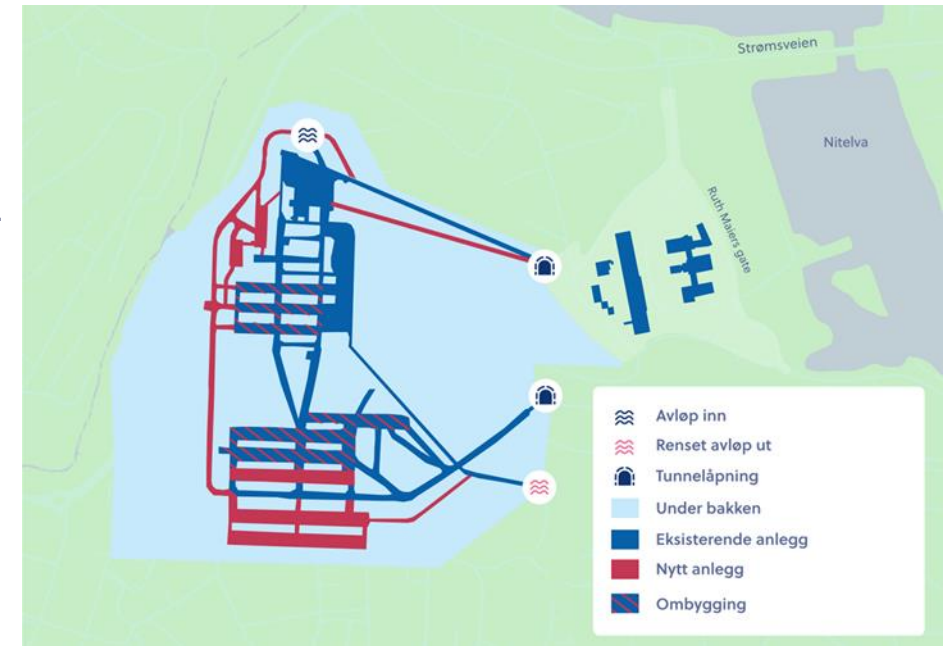 Strømsveien
Nitelva
Ruth Maiers gate
Avløp inn
Renset avløp ut
Tunnelåpning
Under bakken
Eksisterende anlegg
Nytt anlegg
Ombygging